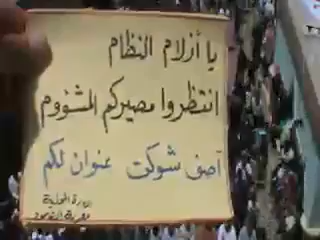 يا أزلام النظام
انتظروا مصيركم المشؤوم
آصف شوكت عنوان لكم